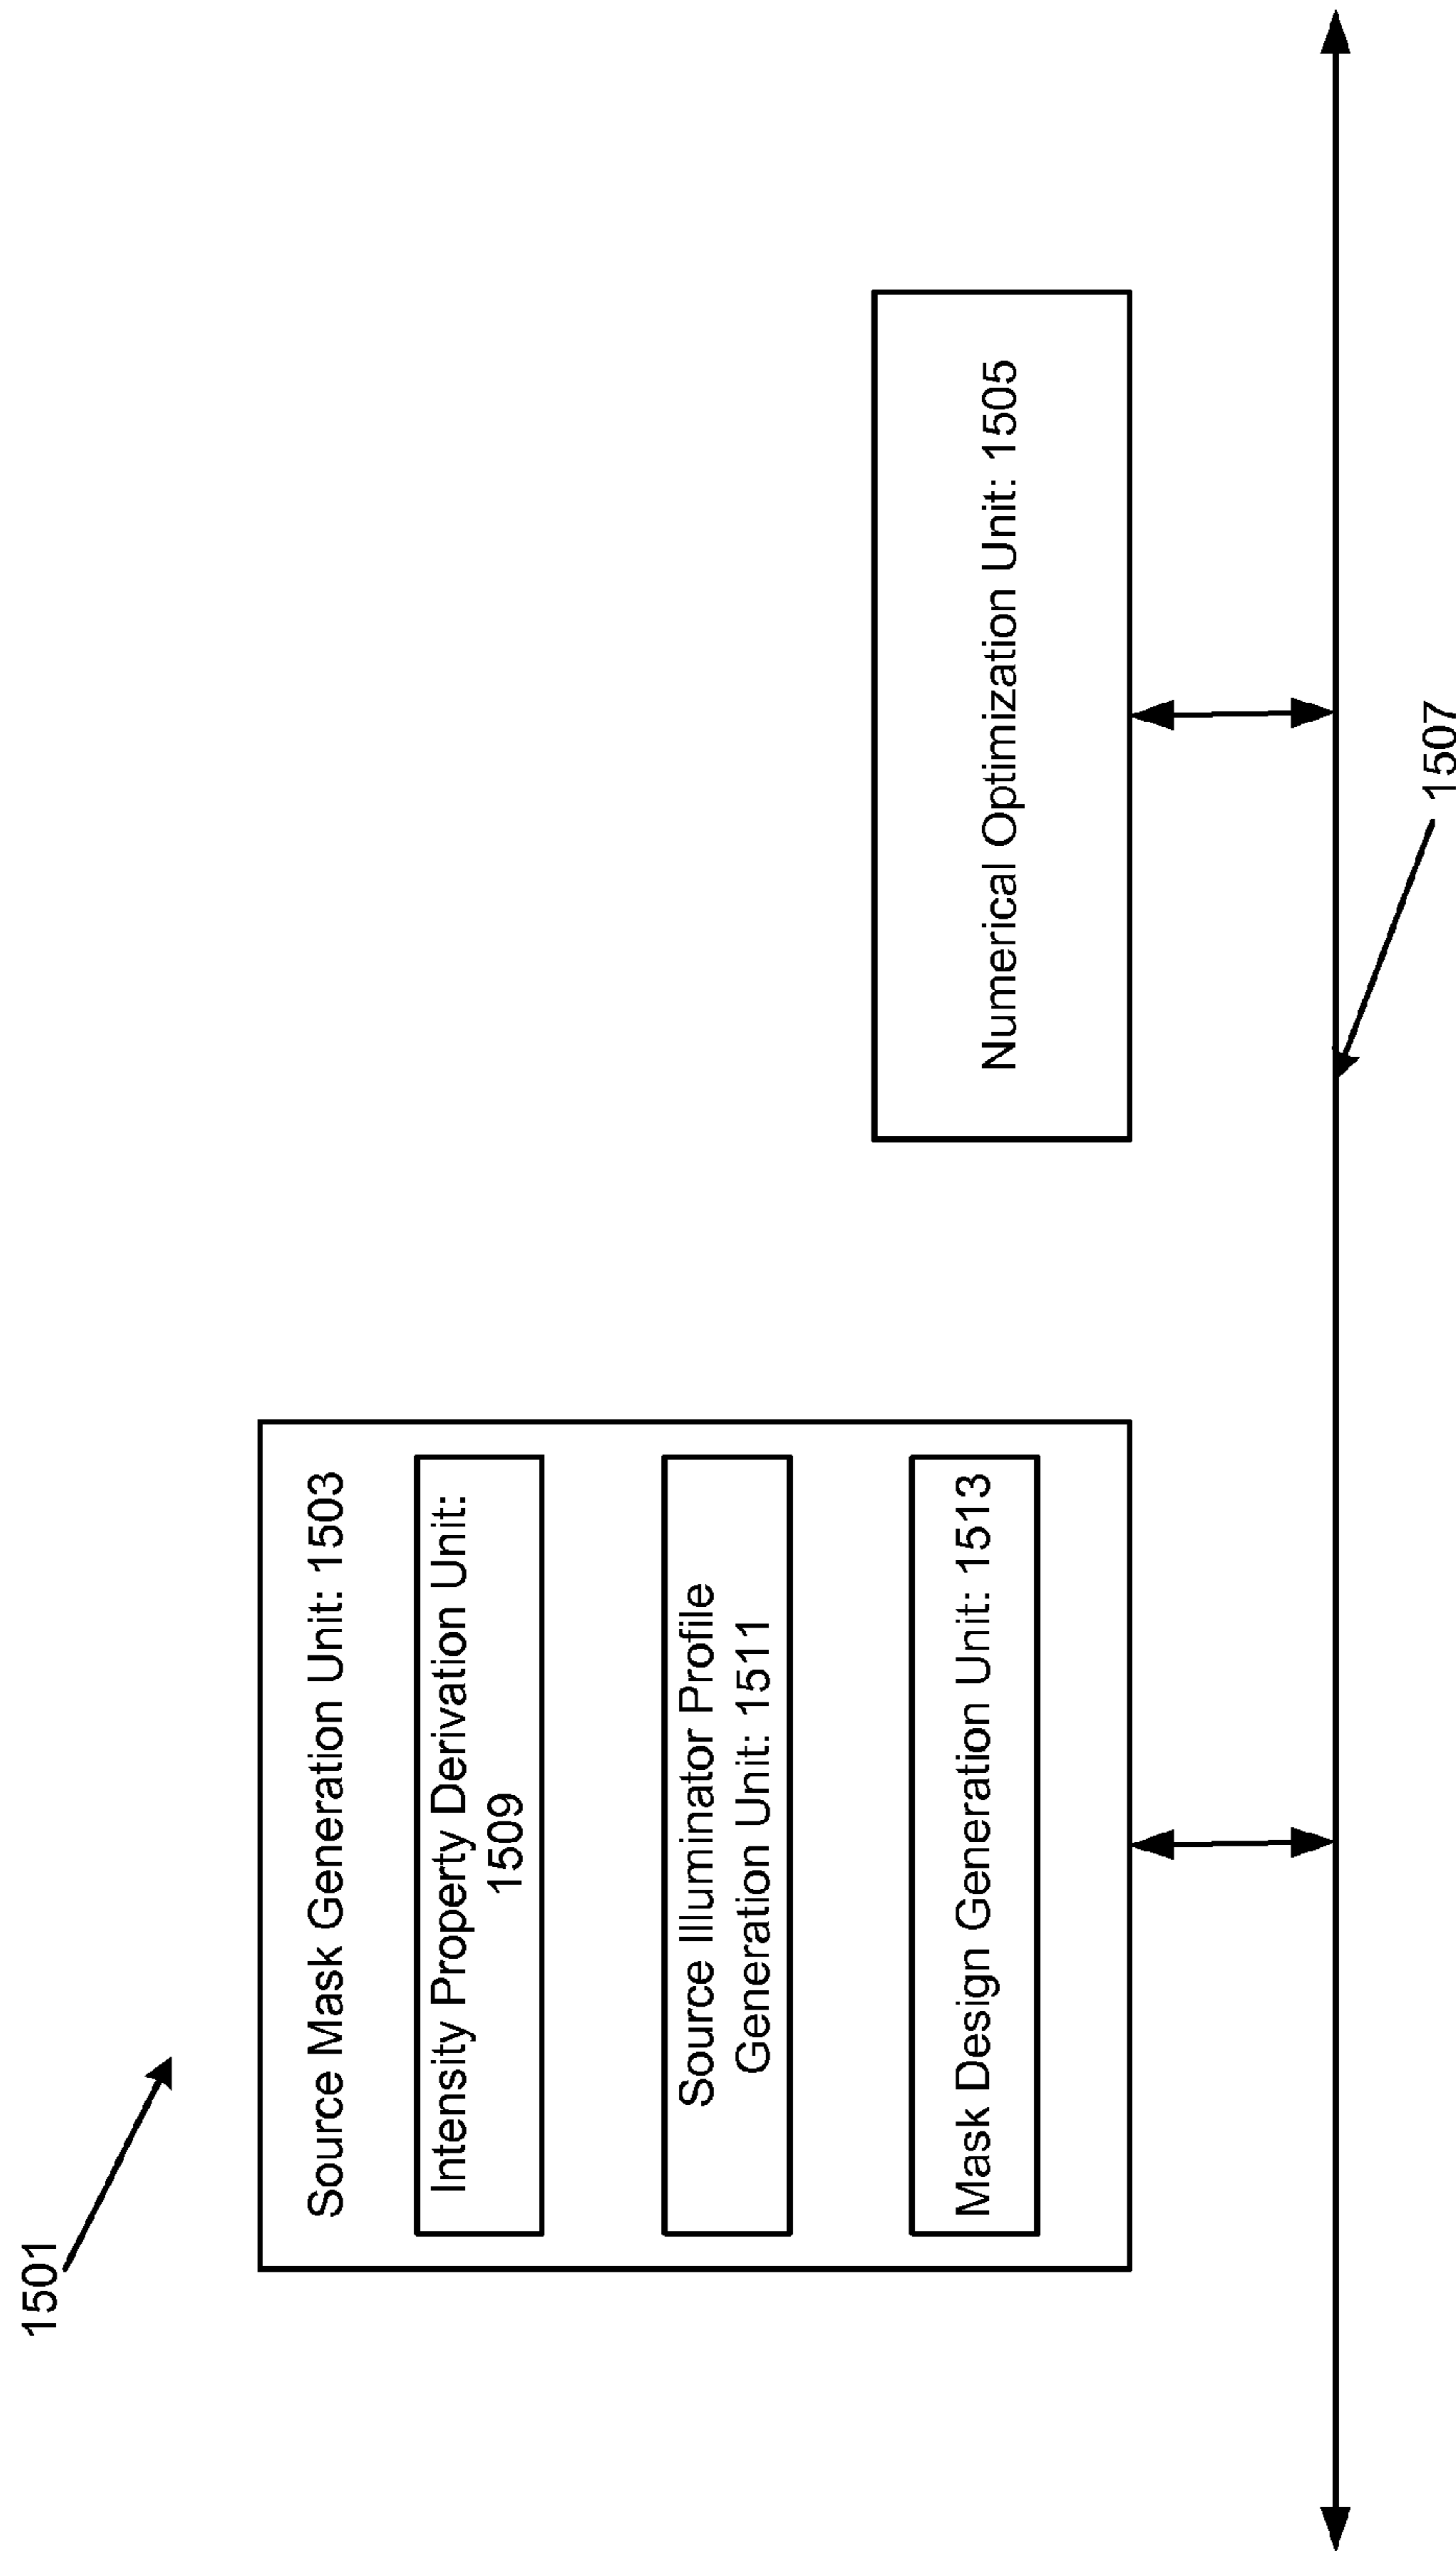 1501
Source Mask Generation Unit: 1503
Intensity Property Derivation Unit:
1509
Source Illuminator Profile
Generation Unit: 1511
Mask Design Generation Unit: 1513
Numerical Optimization Unit: 1505
1507